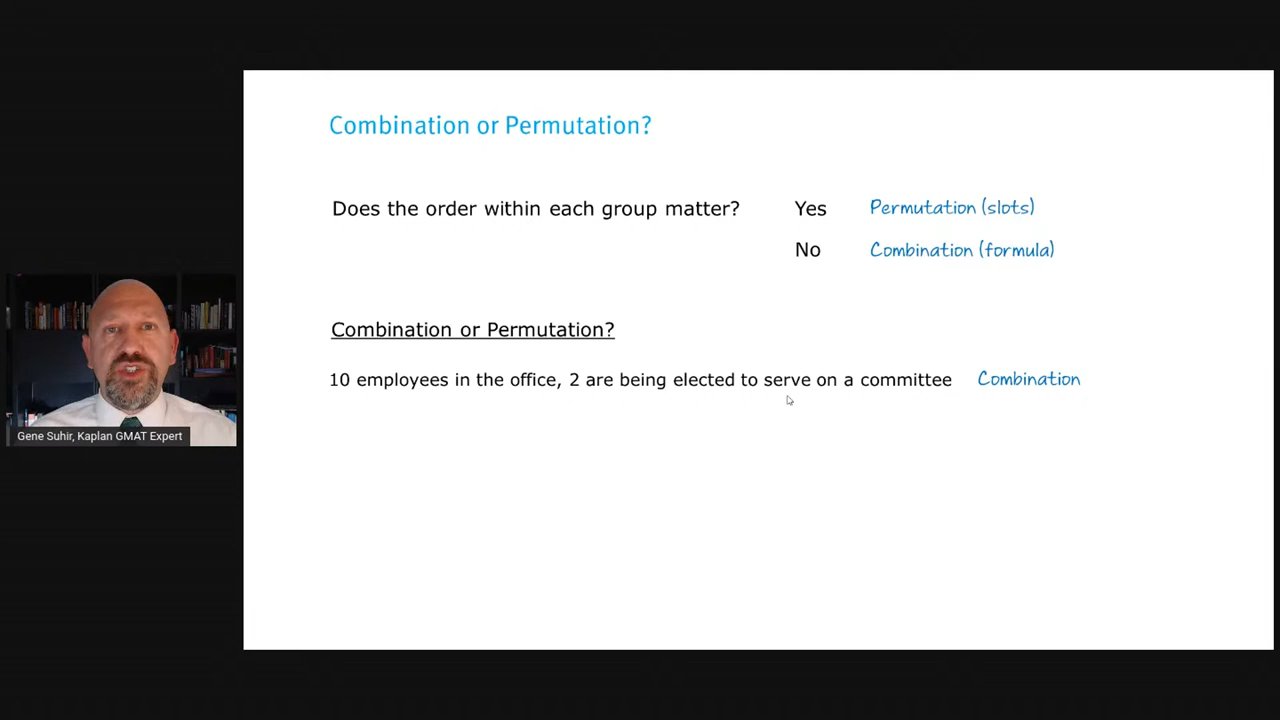 Combination or Permutation?
Does the order within each group matter? Yes Permutation (slots)
No Combination (formula)
Combination or Permutation?
10 employees in the office, 2 are being elected to serve on a committee Combination
Gene Suhir, Kaplan GMAT Expert